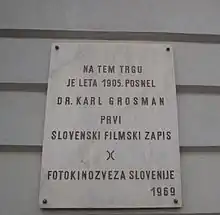 NA TEM TRGU
JE LETA 1905. POSNEL
DR. KARL GROSMAN
PRVI
SLOVENSKI FILMSKI ZAPIS
FOTOKINOZVEZA SLOVENIJE
1969